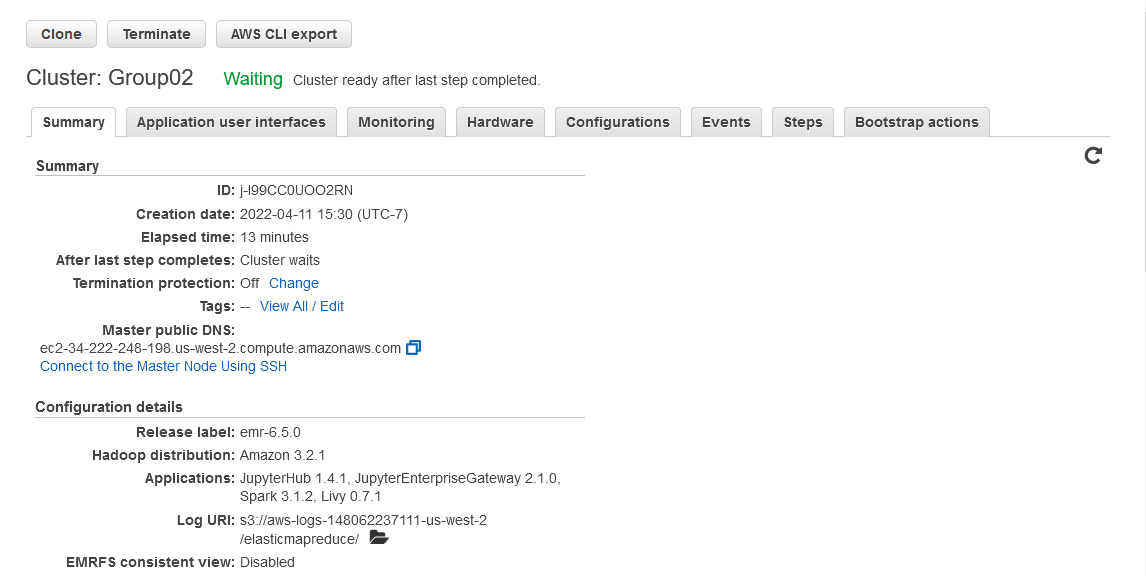 Clone Terminate AWS CLI export
Cluster: Group02 Waiting Cluster ready after last step completed.
Summary Application user interfaces Monitoring Hardware Configurations Events Steps Bootstrap actions
Summary
ID: j-I99CC0UOO2RN
Creation date: 2022-04-11 15:30 (UTC-7)
Elapsed time: 13 minutes
After last step completes: Cluster waits
Termination protection: Off Change
Tags: -- View All / Edit
Master public DNS:
ec2-34-222-248-198.us-west-2.compute.amazonaws.com
Connect to the Master Node Using SSH
Configuration details
Release label: emr-6.5.0
Hadoop distribution: Amazon 3.2.1
Applications: JupyterHub 1.4.1, JupyterEnterpriseGateway 2.1.0,
Spark 3.1.2, Livy 0.7.1
Log URI: s3://aws-logs-148062237111-us-west-2
/elasticmapreduce/
EMRFS consistent view: Disabled